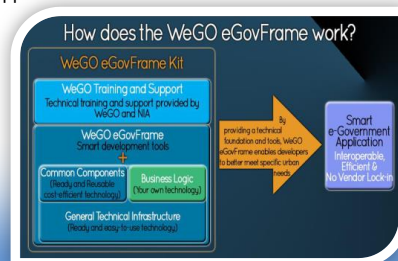 How does the WeGO eGovFrame work?
WeGO eGovFrame Kit
WeGO Training and Support
Technical training and support provided by
WeGO and NIA
WeGO eGovFrame
Smart development tools
+
Common Components
(Ready and Reusable
cost-efficient technology)
Business Logic
(Your own technology)
General Technical Infrastructure
(Ready and easy-to-use technology)
By
providing a technical
foundation and tools, WeGO
eGovFrame enables developers
to better meet specific urban
needs
Smart
e-Government
Application
Interoperable,
Efficient &
No Vendor Lock-in